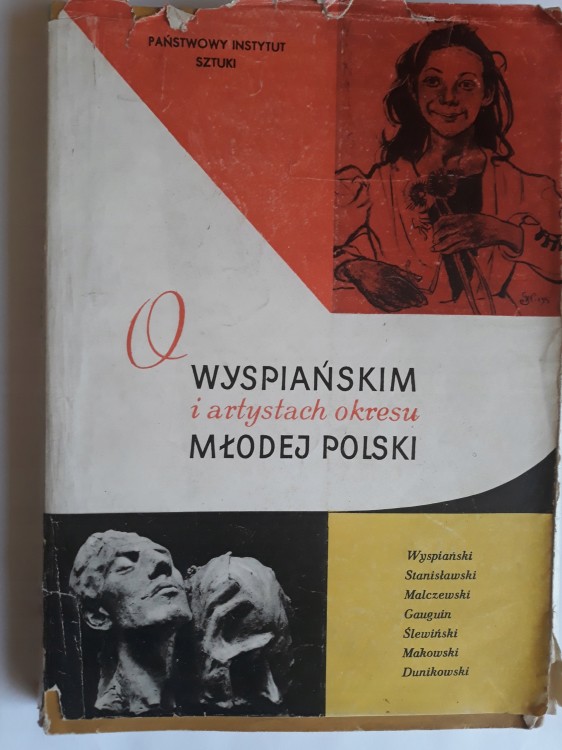 PAŃSTWOWY INSTYTUT
SZTUKI
O
WYSPIAŃSKIM
i artystach okresu
MŁODEJ POLSKI
Wyspiański
Stanisławski
Malczewski
Gauguin
Ślewiński
Makowski
Dunikowski